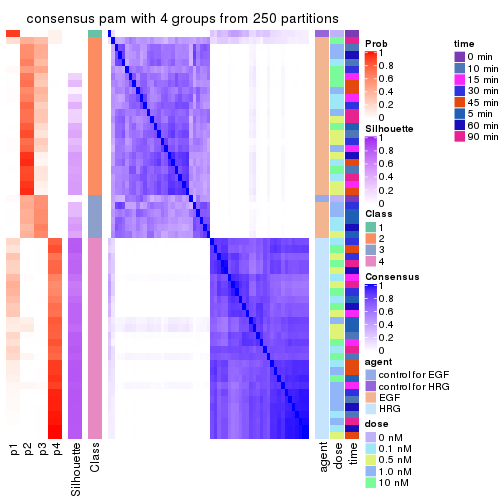 consensus pam with 4 groups from 250 partitions
Prob
1
0.8
0.6
0.4
0.2
0
Silhouette
1
0.8
0.6
0.4
0.2
0
Class
1
2
3
4
Consensus
1
0.8
0.6
0.4
0.2
0
agent
control for EGF
control for HRG
EGF
HRG
dose
0 nM
0.1 nM
0.5 nM
1.0 nM
10 nM
time
0 min
10 min
15 min
30 min
45 min
5 min
60 min
90 min
p1
p2
p3
p4
Silhouette
Class
agent
dose
time